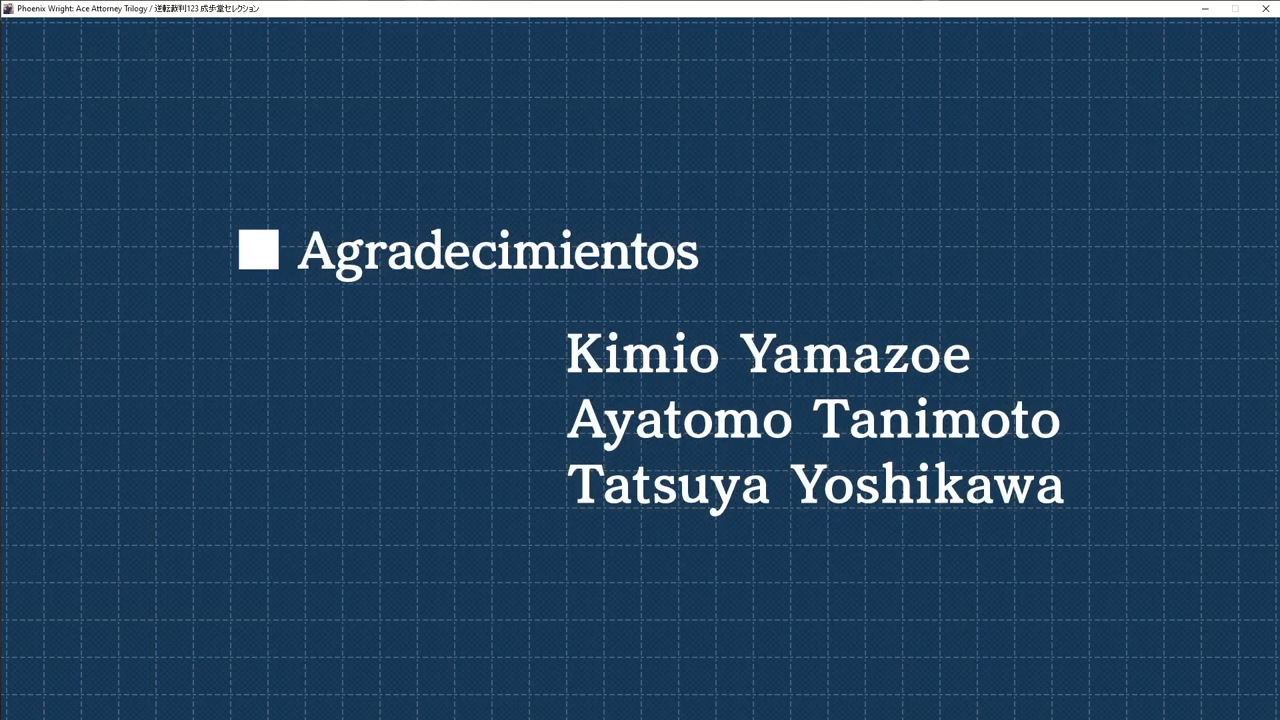 Phoenix Wright: Ace Attorney Trilogy / 逆転裁判123 成歩堂セレクション
■ Agradecimientos
Kimio Yamazoe
Ayatomo Tanimoto
Tatsuya Yoshikawa